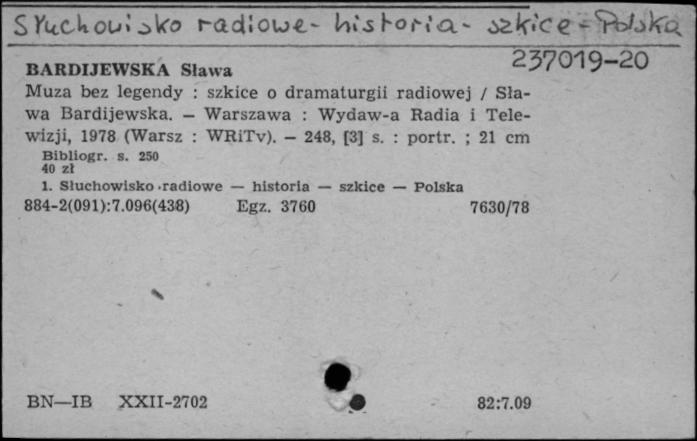 Słuchowisko radiowe - historia - szkice - Polska
237019-20
BARDIJEWSKA Sława
Muza bez legendy : szkice o dramaturgii radiowej / Sła-
wa Bardijewska. — Warszawa : Wydaw-a Radia i Tele-
wizji, 1978 (Warsz : WRiTv). — 248, [3] s. : portr. ; 21 cm
Bibliogr. s. 250
40 zł
1. Słuchowisko radiowe — historia — szkice — Polska
884-2(091):7.096(438) Egz. 3760 7630/78
BN—IB XXII-2702 82:7.09